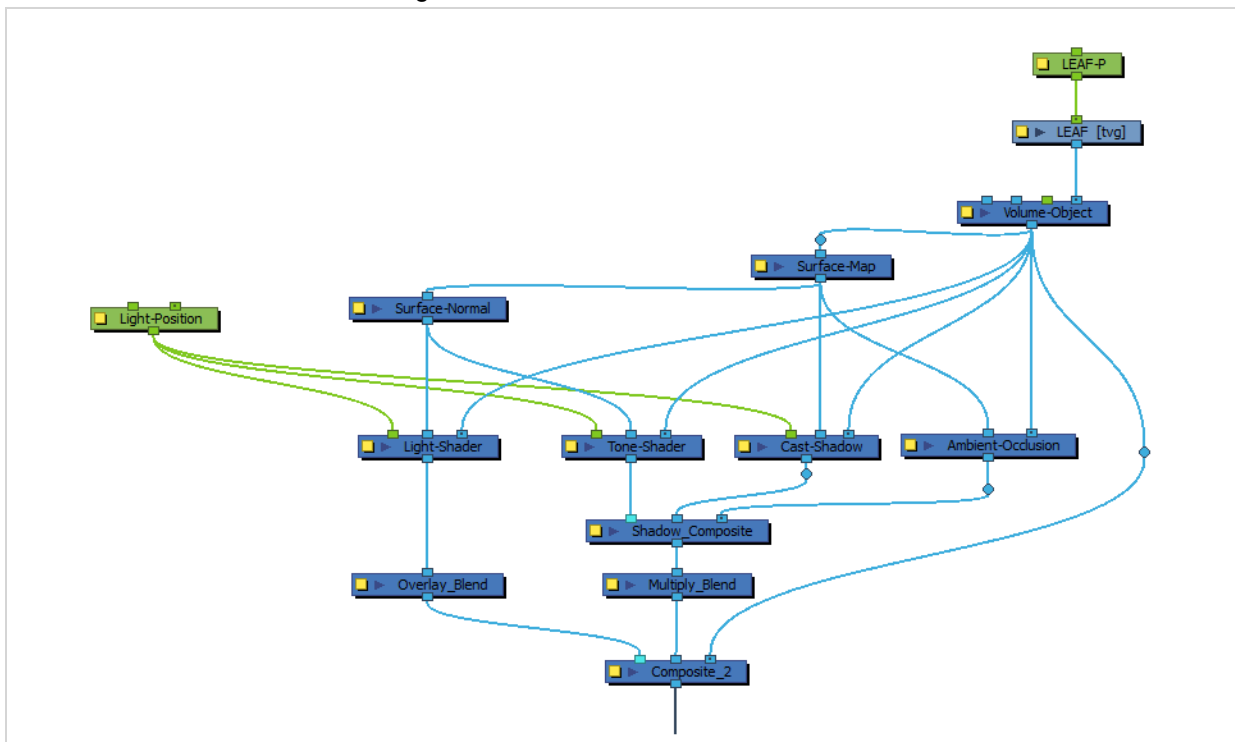 LEAF-P
LEAF [tvg]
Volume-Object
Surface-Map
Surface-Normal
Light-Position
Light-Shader
Tone-Shader
Cast-Shadow
Ambient-Occlusion
Shadow_Composite
Overlay_Blend
Multiply_Blend
Composite_2